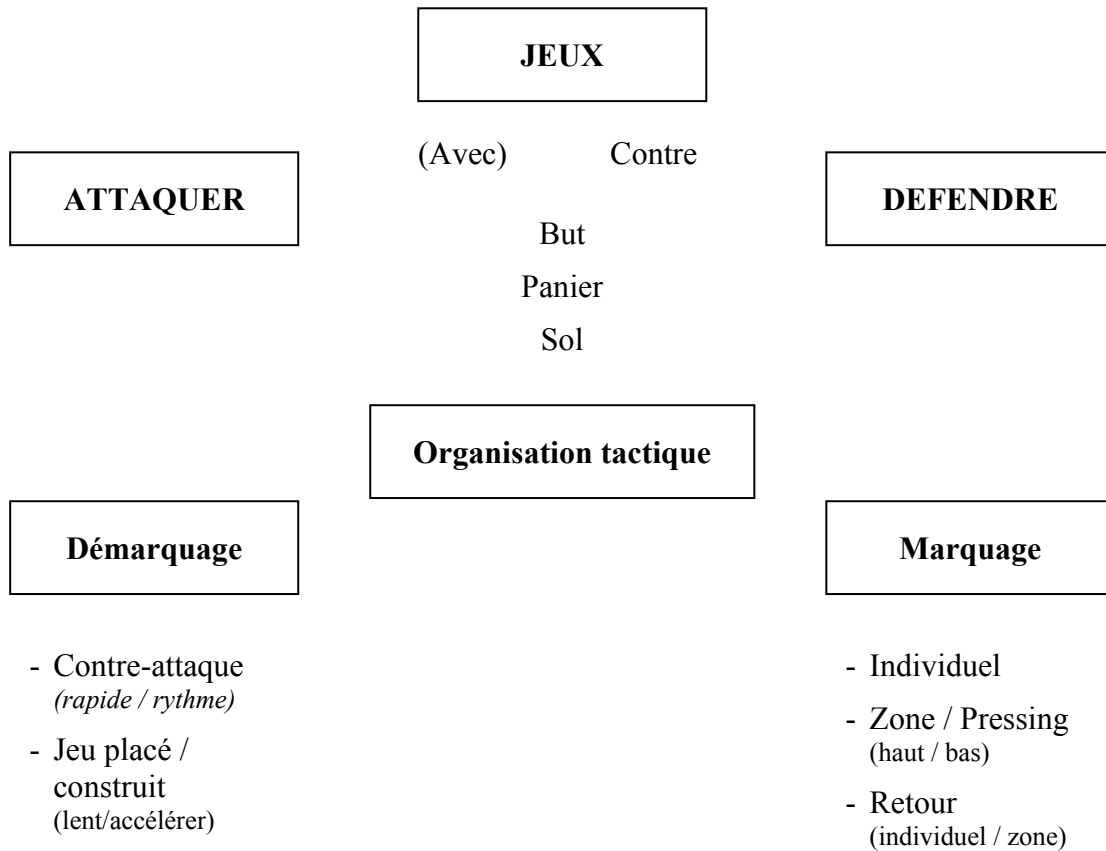 JEUX
(Avec) Contre
ATTAQUER
DEFENDRE
But
Panier
Sol
Organisation tactique
Démarquage
Marquage
- Contre-attaque
(rapide / rythme)
- Jeu placé /
construit
(lent/accélérer)
- Individuel
- Zone / Pressing
(haut / bas)
- Retour
(individuel / zone)